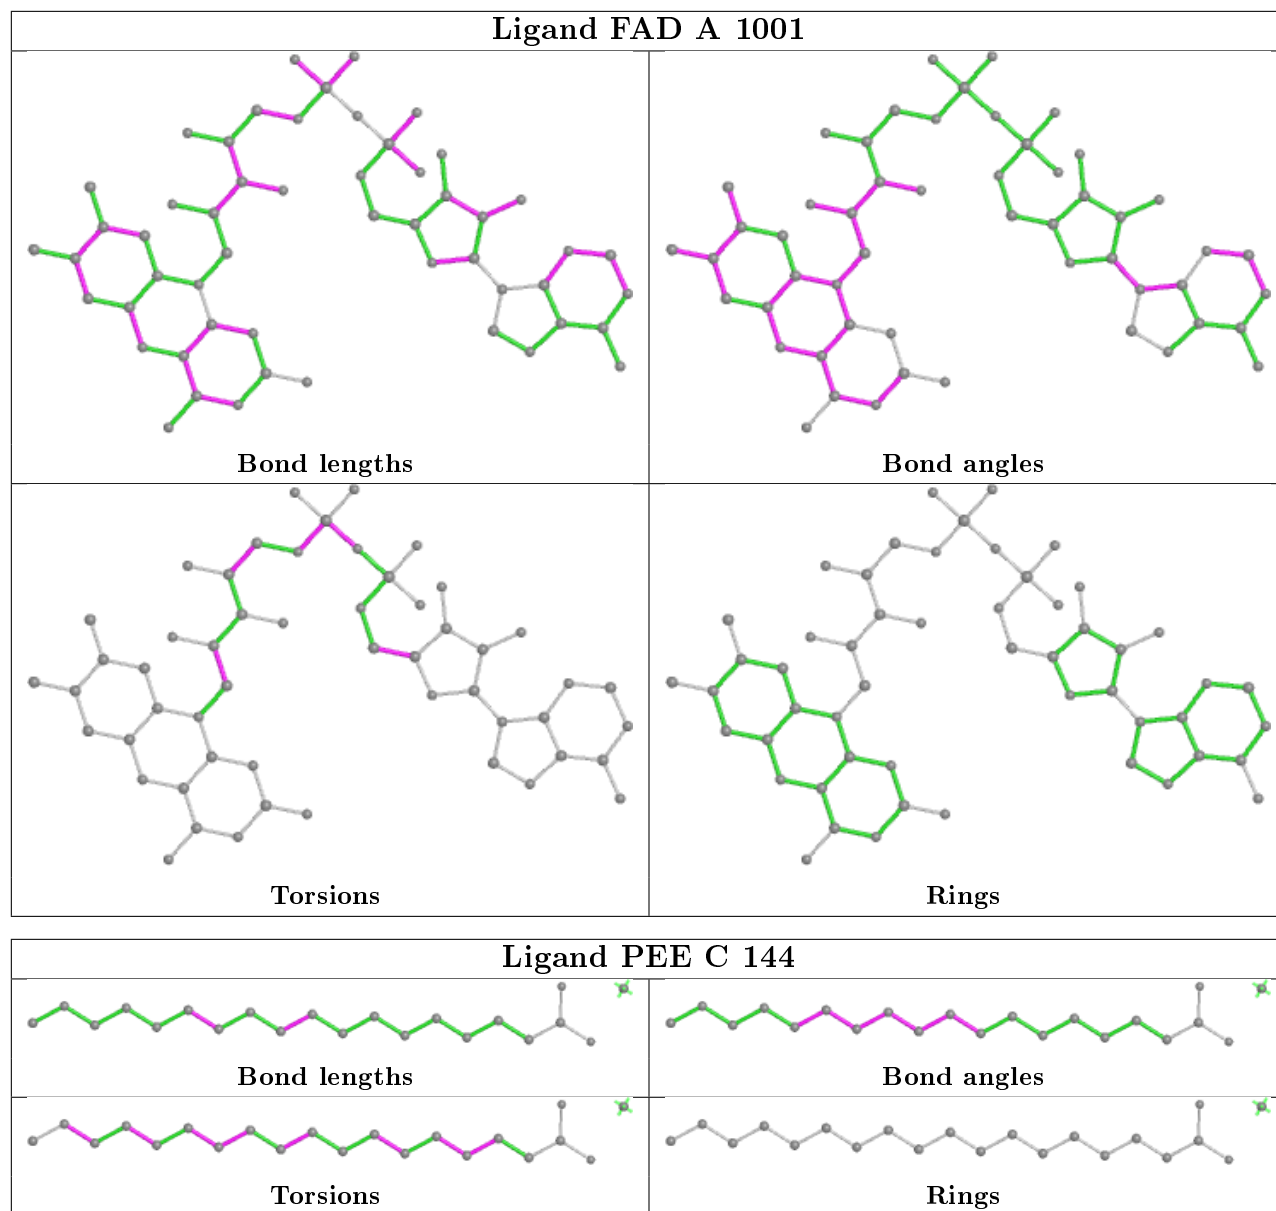 Ligand FAD A 1001
Bond lengths
Bond angles
Torsions
Rings
Ligand PEE C 144
Bond lengths
Bond angles
Torsions
Rings